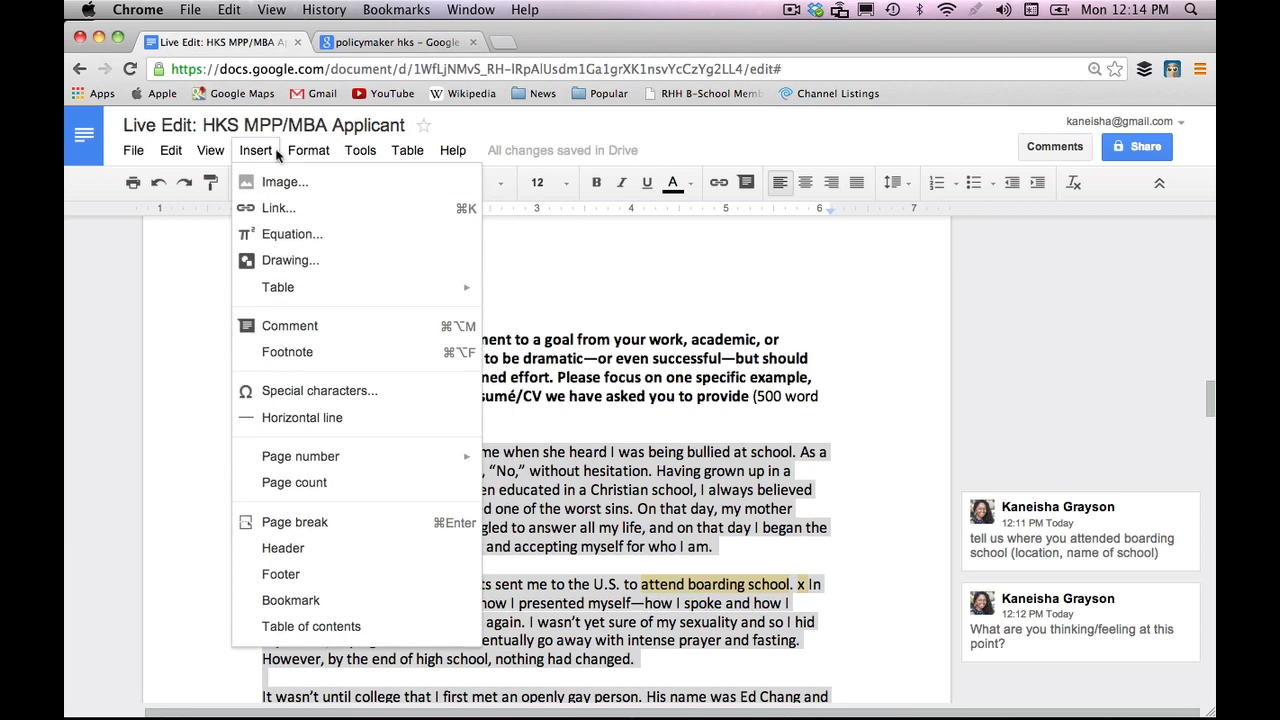 Chrome File Edit View History Bookmarks Window Help Mon 12:14 PM
Live Edit: HKS MPP/MBA Ap
policymaker hks - Google
https://docs.google.com/document/d/1WfLjNMvS_RH-lRpAlUsdm1Ga1grXK1nsvYcCzYg2LL4/edit#
Apps Apple Google Maps Gmail YouTube Wikipedia News Popular RHH B-School Memb Channel Listings
Live Edit: HKS MPP/MBA Applicant
kaneisha@gmail.com
File Edit View Insert Format Tools Table Help All changes saved in Drive
Comments
Share
12 B I U A
1 3 4 5 6 7
Image...
Link... ⌘K
Equation...
Drawing...
Table
Comment ⌘⌥M
Footnote ⌘⌥F
Special characters...
Horizontal line
Page number
Page count
Page break ⌘Enter
Header
Footer
Bookmark
Table of contents
ment to a goal from your work, academic, or
to be dramatic—or even successful—but should
ned effort. Please focus on one specific example,
sumé/CV we have asked you to provide (500 word
me when she heard I was being bullied at school. As a
, “No,” without hesitation. Having grown up in a
en educated in a Christian school, I always believed
d one of the worst sins. On that day, my mother
gled to answer all my life, and on that day I began the
and accepting myself for who I am.
ts sent me to the U.S. to attend boarding school. x In
how I presented myself—how I spoke and how I
again. I wasn’t yet sure of my sexuality and so I hid
entually go away with intense prayer and fasting.
However, by the end of high school, nothing had changed.
It wasn’t until college that I first met an openly gay person. His name was Ed Chang and
Kaneisha Grayson
12:11 PM Today
tell us where you attended boarding
school (location, name of school)
Kaneisha Grayson
12:12 PM Today
What are you thinking/feeling at this
point?